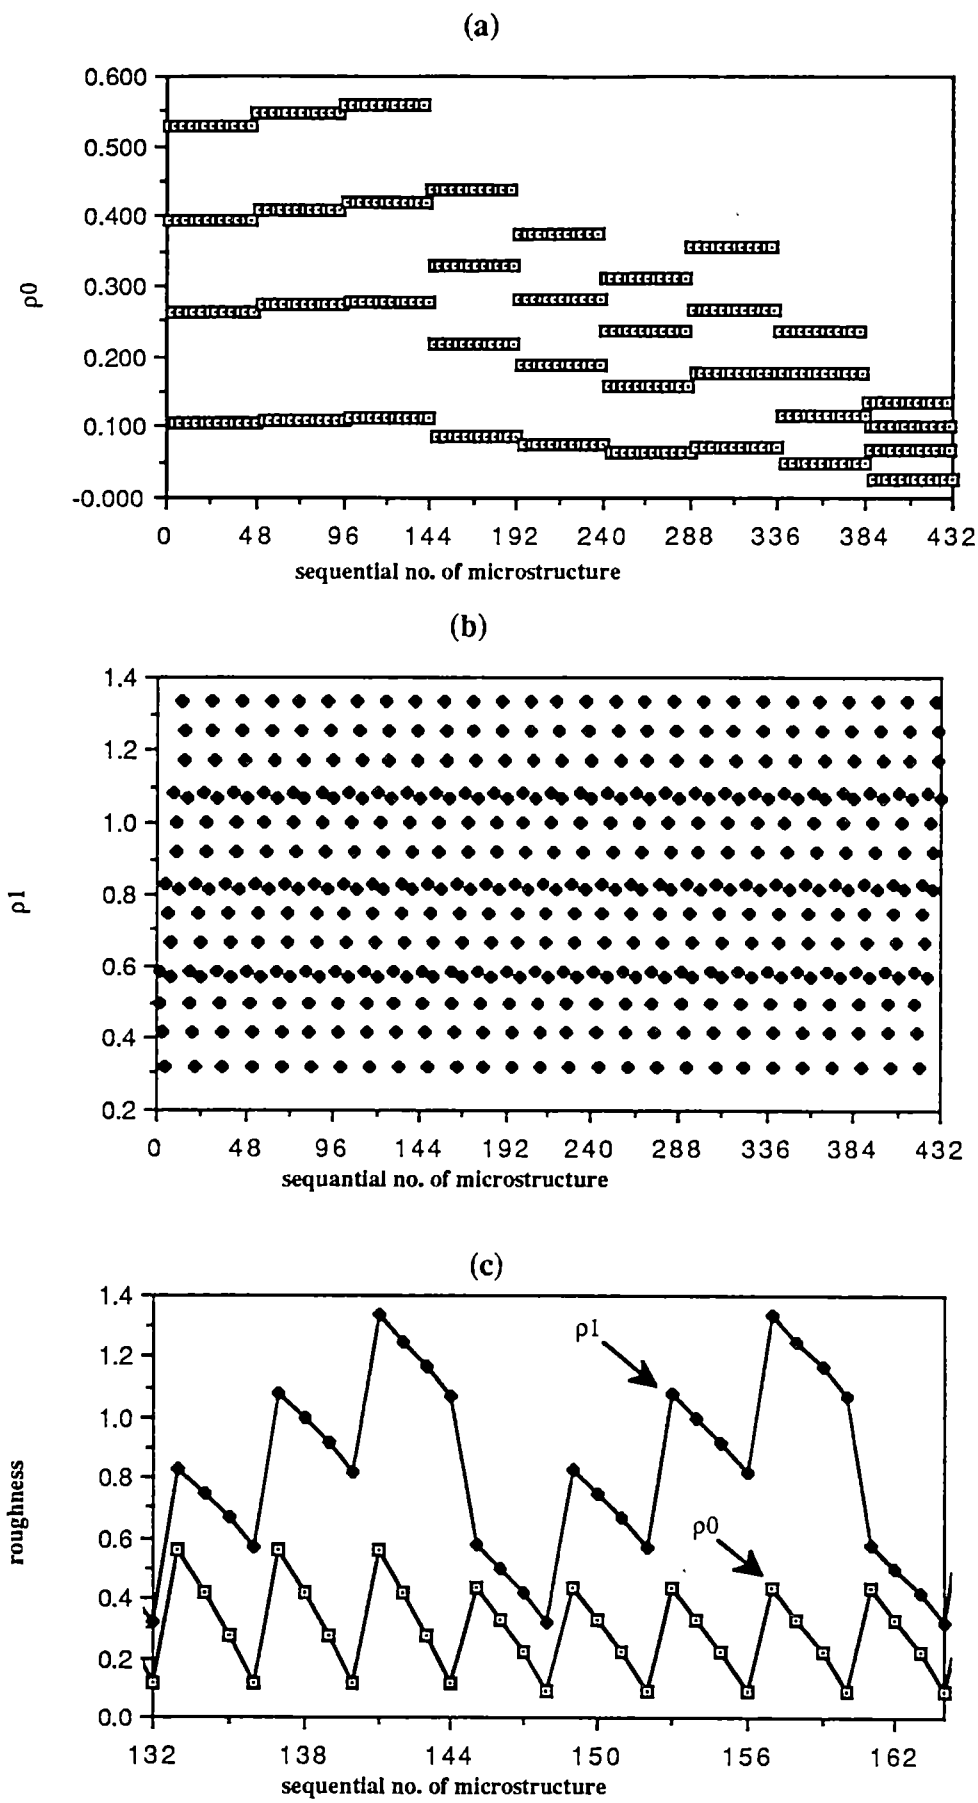 (a)
0.600
0.500
0.400
0.300
0.200
0.100
-0.000
ρ0
0 48 96 144 192 240 288 336 384 432
sequential no. of microstructure
(b)
1.4
1.2
1.0
0.8
0.6
0.4
0.2
ρ1
0 48 96 144 192 240 288 336 384 432
sequantial no. of microstructure
(c)
1.4
1.2
1.0
0.8
0.6
0.4
0.2
0.0
roughness
ρ1
ρ0
132 138 144 150 156 162
sequential no. of microstructure